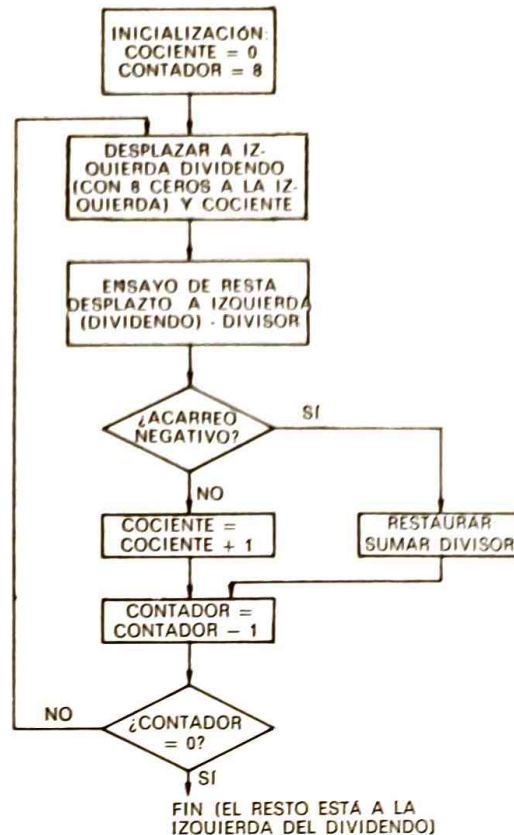 INICIALIZACIÓN:
COCIENTE = 0
CONTADOR = 8
DESPLAZAR A IZ-
QUIERDA DIVIDENDO
(CON 8 CEROS A LA IZ-
QUIERDA) Y COCIENTE
ENSAYO DE RESTA
DESPLAZTO A IZQUIERDA
(DIVIDENDO) - DIVISOR
¿ACARREO
NEGATIVO?
SÍ
NO
COCIENTE =
COCIENTE + 1
RESTAURAR
SUMAR DIVISOR
CONTADOR =
CONTADOR − 1
NO
¿CONTADOR
= 0?
SÍ
FIN (EL RESTO ESTÁ A LA
IZQUIERDA DEL DIVIDENDO)